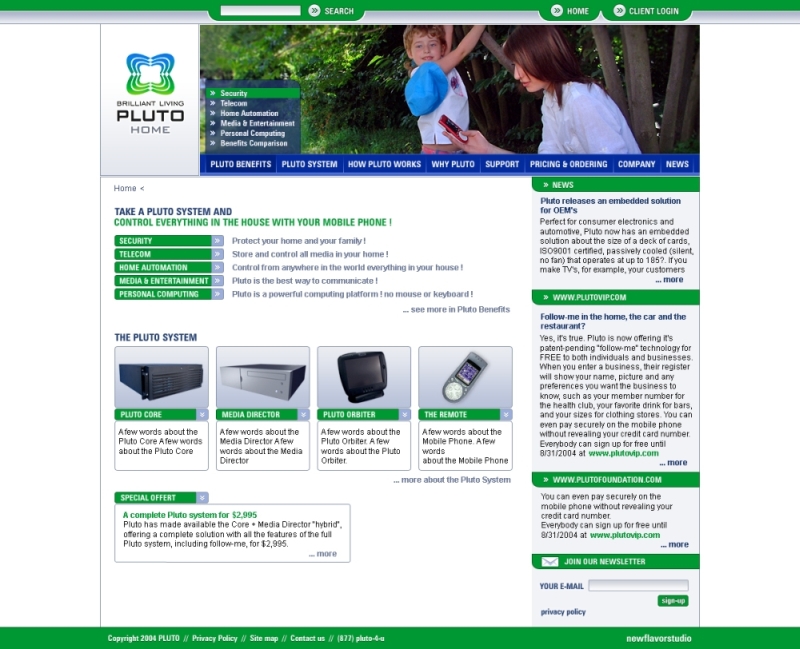 SEARCH
HOME
CLIENT LOGIN
BRILLIANT LIVING
PLUTO
HOME
Security
Telecom
Home Automation
Media & Entertainment
Personal Computing
Benefits Comparison
PLUTO BENEFITS
PLUTO SYSTEM
HOW PLUTO WORKS
WHY PLUTO
SUPPORT
PRICING & ORDERING
COMPANY
NEWS
Home <
TAKE A PLUTO SYSTEM AND
CONTROL EVERYTHING IN THE HOUSE WITH YOUR MOBILE PHONE !
SECURITY Protect your home and your family !
TELECOM Store and control all media in your home !
HOME AUTOMATION Control from anywhere in the world everything in your house !
MEDIA & ENTERTAINMENT Pluto is the best way to communicate !
PERSONAL COMPUTING Pluto is a powerful computing platform ! no mouse or keyboard !
... see more in Pluto Benefits
THE PLUTO SYSTEM
PLUTO CORE
A few words about the
Pluto Core A few words
about the Pluto Core
MEDIA DIRECTOR
A few words about the
Media Director A few
words about the Media
Director
PLUTO ORBITER
A few words about the
Pluto Orbiter. A few
words about the Pluto
Orbiter.
THE REMOTE
A few words about the
Mobile Phone. A few
words
about the Mobile Phone
... more about the Pluto System
SPECIAL OFFERT
A complete Pluto system for $2,995
Pluto has made available the Core + Media Director "hybrid",
offering a complete solution with all the features of the full
Pluto system, including follow-me, for $2,995.
... more
NEWS
Pluto releases an embedded solution
for OEM's
Perfect for consumer electronics and
automotive, Pluto now has an embedded
solution about the size of a deck of cards,
ISO9001 certified, passively cooled (silent,
no fan) that operates at up to 185?. If you
make TV's, for example, your customers
... more
WWW.PLUTOVIP.COM
Follow-me in the home, the car and the
restaurant?
Yes, it's true. Pluto is now offering it's
patent-pending "follow-me" technology for
FREE to both individuals and businesses.
When you enter a business, their register
will show your name, picture and any
preferences you want the business to
know, such as your member number for
the health club, your favorite drink for bars,
and your sizes for clothing stores. You can
even pay securely on the mobile phone
without revealing your credit card number.
Everybody can sign up for free until
8/31/2004 at www.plutovip.com
... more
WWW.PLUTOFOUNDATION.COM
You can even pay securely on the
mobile phone without revealing your
credit card number.
Everybody can sign up for free until
8/31/2004 at www.plutovip.com
... more
JOIN OUR NEWSLETTER
YOUR E-MAIL
sign-up
privacy policy
Copyright 2004 PLUTO // Privacy Policy // Site map // Contact us // (877) pluto-4-u
newflavorstudio